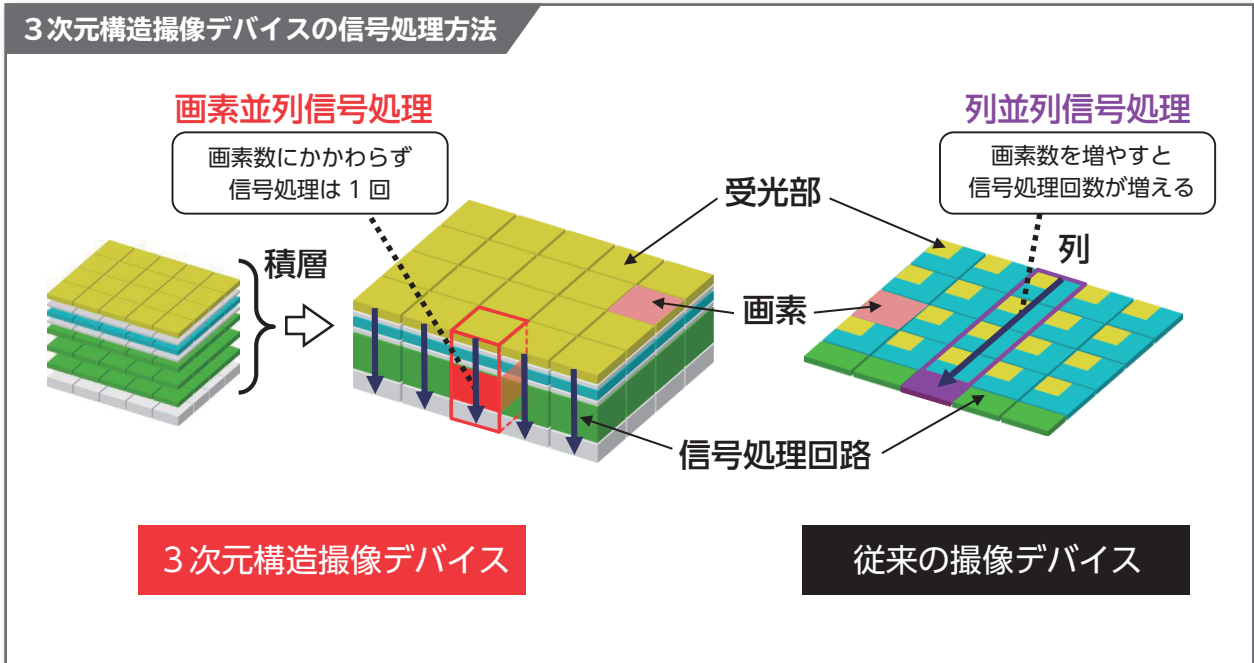 ３次元構造撮像デバイスの信号処理方法
画素並列信号処理
画素数にかかわらず
信号処理は 1 回
積層
受光部
画素
信号処理回路
列並列信号処理
画素数を増やすと
信号処理回数が増える
列
３次元構造撮像デバイス
従来の撮像デバイス